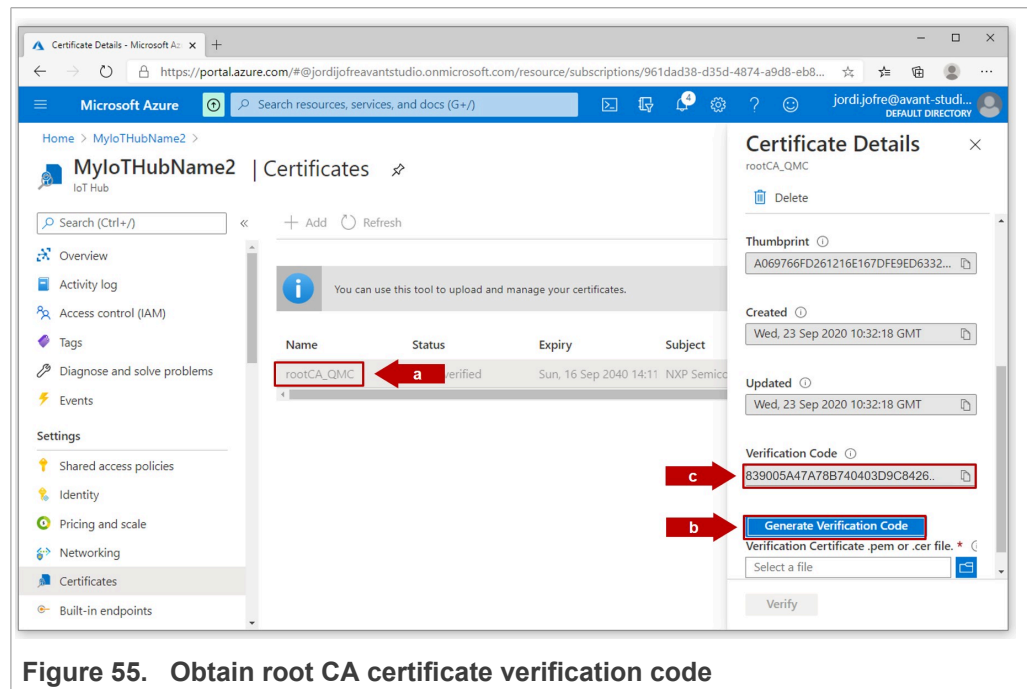 Certificate Details - Microsoft Az
https://portal.azure.com/#@jordijofreavantstudio.onmicrosoft.com/resource/subscriptions/961dad38-d35d-4874-a9d8-eb8...
Microsoft Azure
Search resources, services, and docs (G+/)
4
jordi.jofre@avant-studi...
DEFAULT DIRECTORY
Home > MyIoTHubName2 >
MyIoTHubName2 | Certificates
IoT Hub
Search (Ctrl+/)
«
+ Add
Refresh
Overview
Activity log
Access control (IAM)
Tags
Diagnose and solve problems
Events
Settings
Shared access policies
Identity
Pricing and scale
Networking
Certificates
Built-in endpoints
You can use this tool to upload and manage your certificates.
Name Status Expiry Subject
rootCA_QMC a verified Sun, 16 Sep 2040 14:11 NXP Semic
Certificate Details
rootCA_QMC
Delete
Thumbprint
A069766FD261216E167DFE9ED6332...
Created
Wed, 23 Sep 2020 10:32:18 GMT
Updated
Wed, 23 Sep 2020 10:32:18 GMT
Verification Code
c 839005A47A78B740403D9C8426..
b Generate Verification Code
Verification Certificate .pem or .cer file. *
Select a file
Verify
Figure 55. Obtain root CA certificate verification code